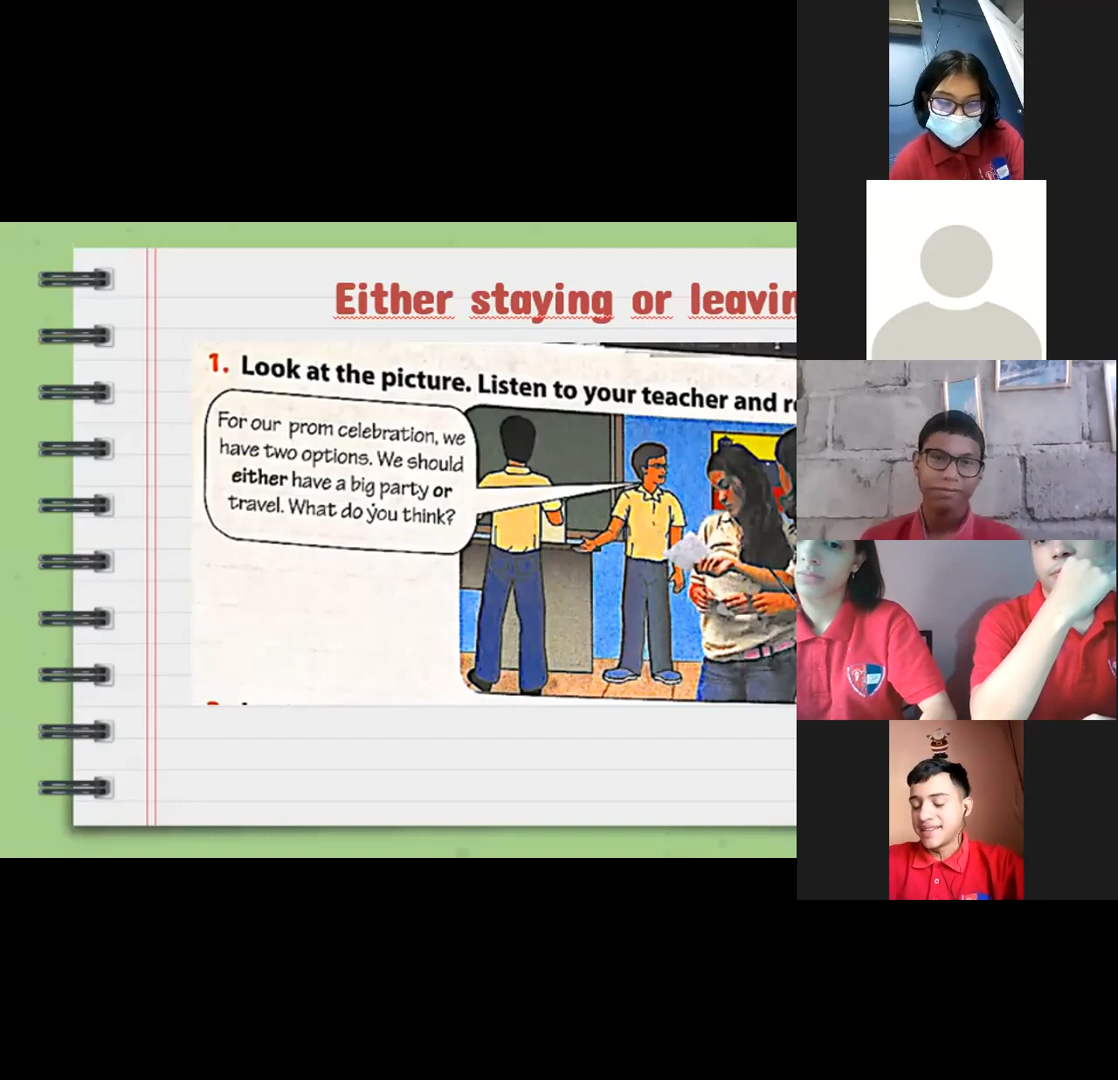 Either staying or leavin
1. Look at the picture. Listen to your teacher and r
For our prom celebration, we
have two options. We should
either have a big party or
travel. What do you think?